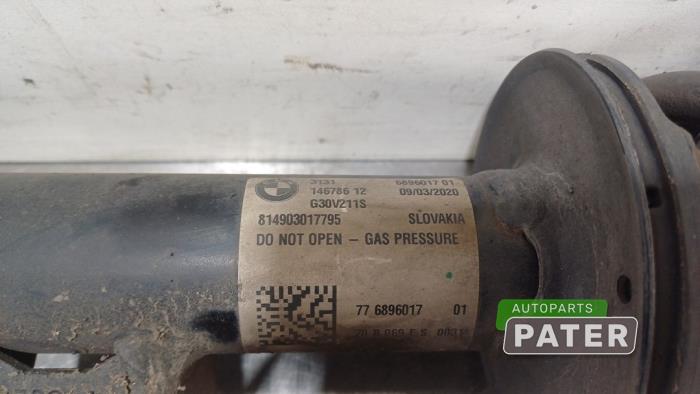 3131 6896017 01
146786 12 09/03/2020
G30V211S
814903017795 SLOVAKIA
DO NOT OPEN - GAS PRESSURE
77 6896017 01
AUTOPARTS
PATER